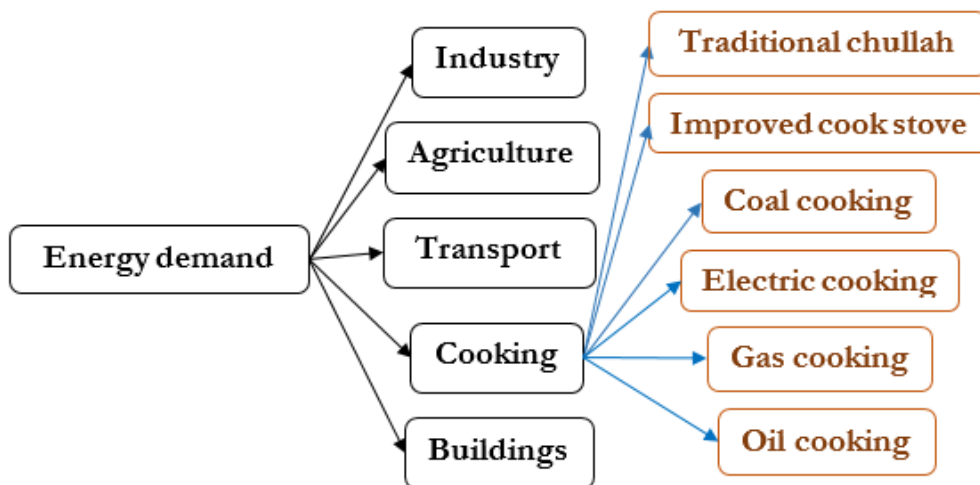 Energy demand
Industry
Agriculture
Transport
Cooking
Buildings
Traditional chullah
Improved cook stove
Coal cooking
Electric cooking
Gas cooking
Oil cooking